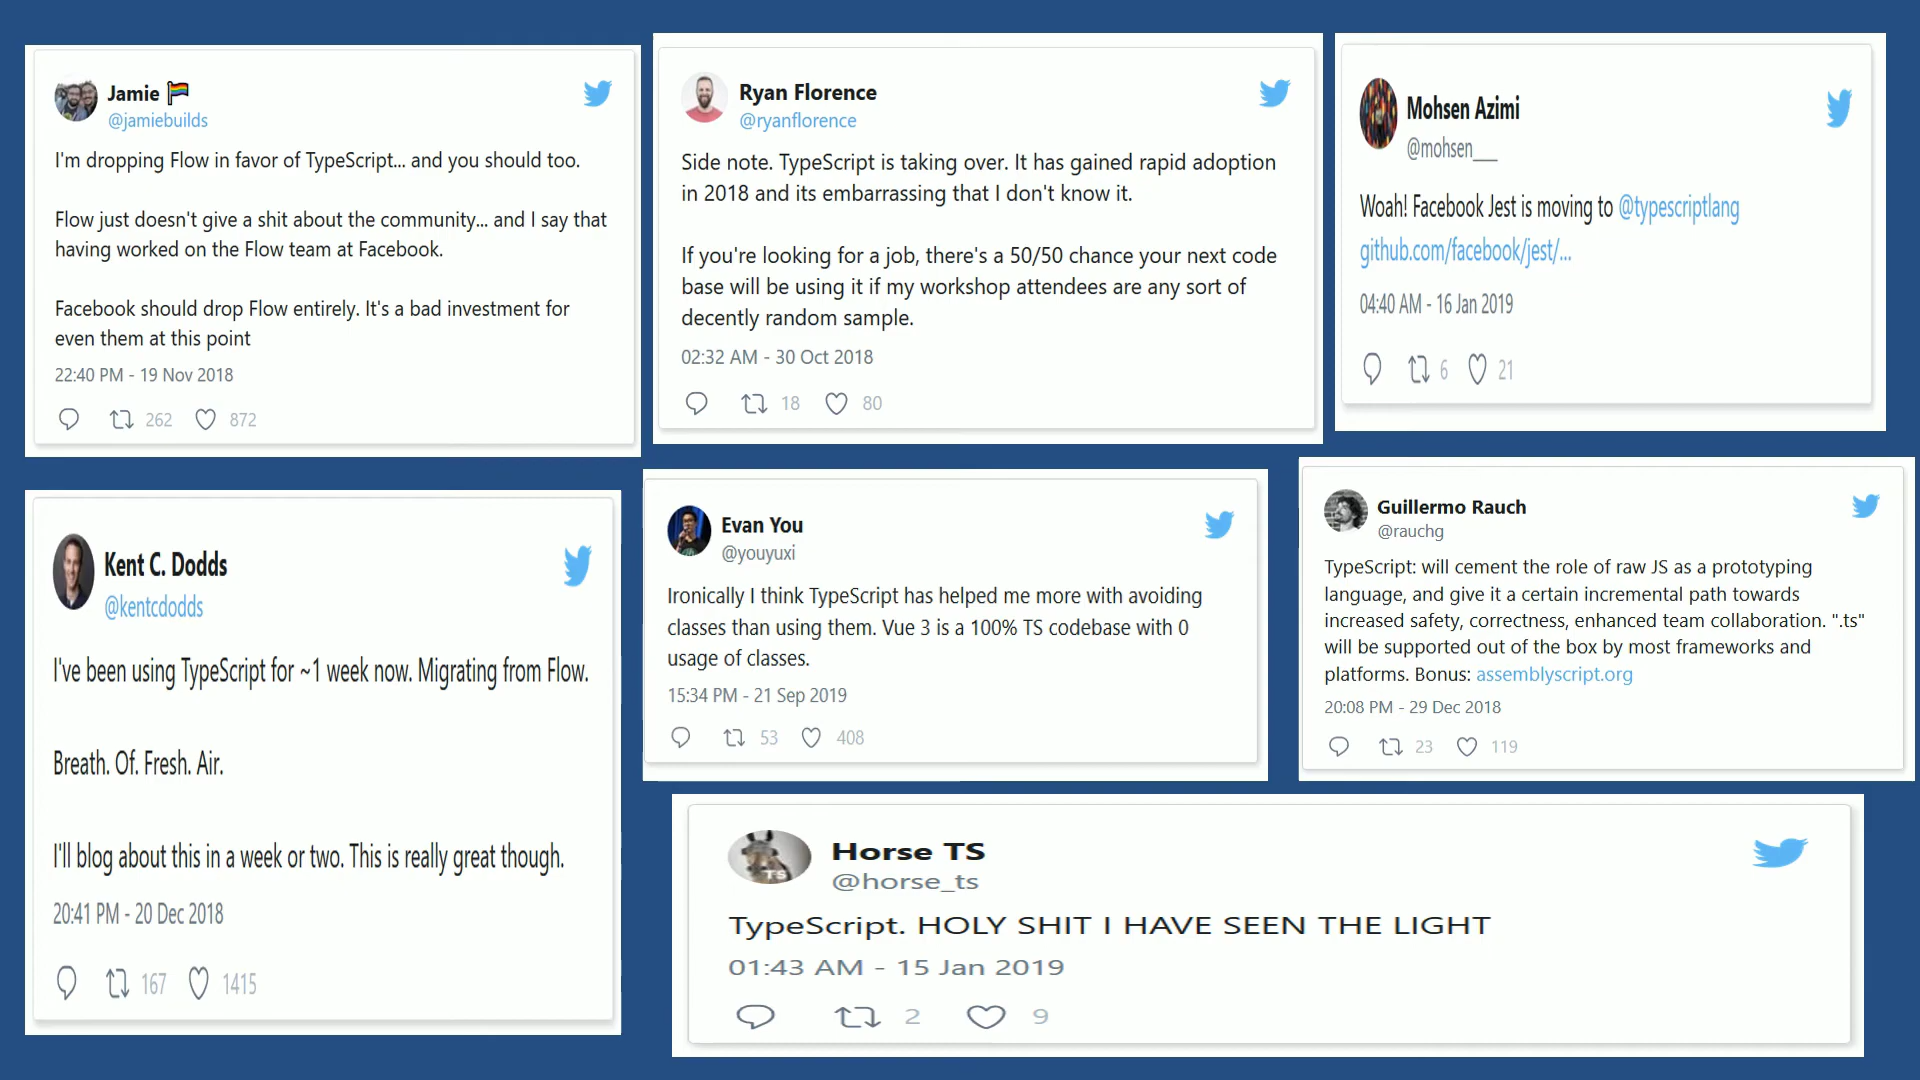 Jamie 🏳️‍🌈
@jamiebuilds
I'm dropping Flow in favor of TypeScript... and you should too.
Flow just doesn't give a shit about the community... and I say that
having worked on the Flow team at Facebook.
Facebook should drop Flow entirely. It's a bad investment for
even them at this point
22:40 PM - 19 Nov 2018
262 872
Ryan Florence
@ryanflorence
Side note. TypeScript is taking over. It has gained rapid adoption
in 2018 and its embarrassing that I don't know it.
If you're looking for a job, there's a 50/50 chance your next code
base will be using it if my workshop attendees are any sort of
decently random sample.
02:32 AM - 30 Oct 2018
18 80
Mohsen Azimi
@mohsen___
Woah! Facebook Jest is moving to @typescriptlang
github.com/facebook/jest/...
04:40 AM - 16 Jan 2019
6 21
Kent C. Dodds
@kentcdodds
I've been using TypeScript for ~1 week now. Migrating from Flow.
Breath. Of. Fresh. Air.
I'll blog about this in a week or two. This is really great though.
20:41 PM - 20 Dec 2018
167 1415
Evan You
@youyuxi
Ironically I think TypeScript has helped me more with avoiding
classes than using them. Vue 3 is a 100% TS codebase with 0
usage of classes.
15:34 PM - 21 Sep 2019
53 408
Guillermo Rauch
@rauchg
TypeScript: will cement the role of raw JS as a prototyping
language, and give it a certain incremental path towards
increased safety, correctness, enhanced team collaboration. ".ts"
will be supported out of the box by most frameworks and
platforms. Bonus: assemblyscript.org
20:08 PM - 29 Dec 2018
23 119
TS
Horse TS
@horse_ts
TypeScript. HOLY SHIT I HAVE SEEN THE LIGHT
01:43 AM - 15 Jan 2019
2 9